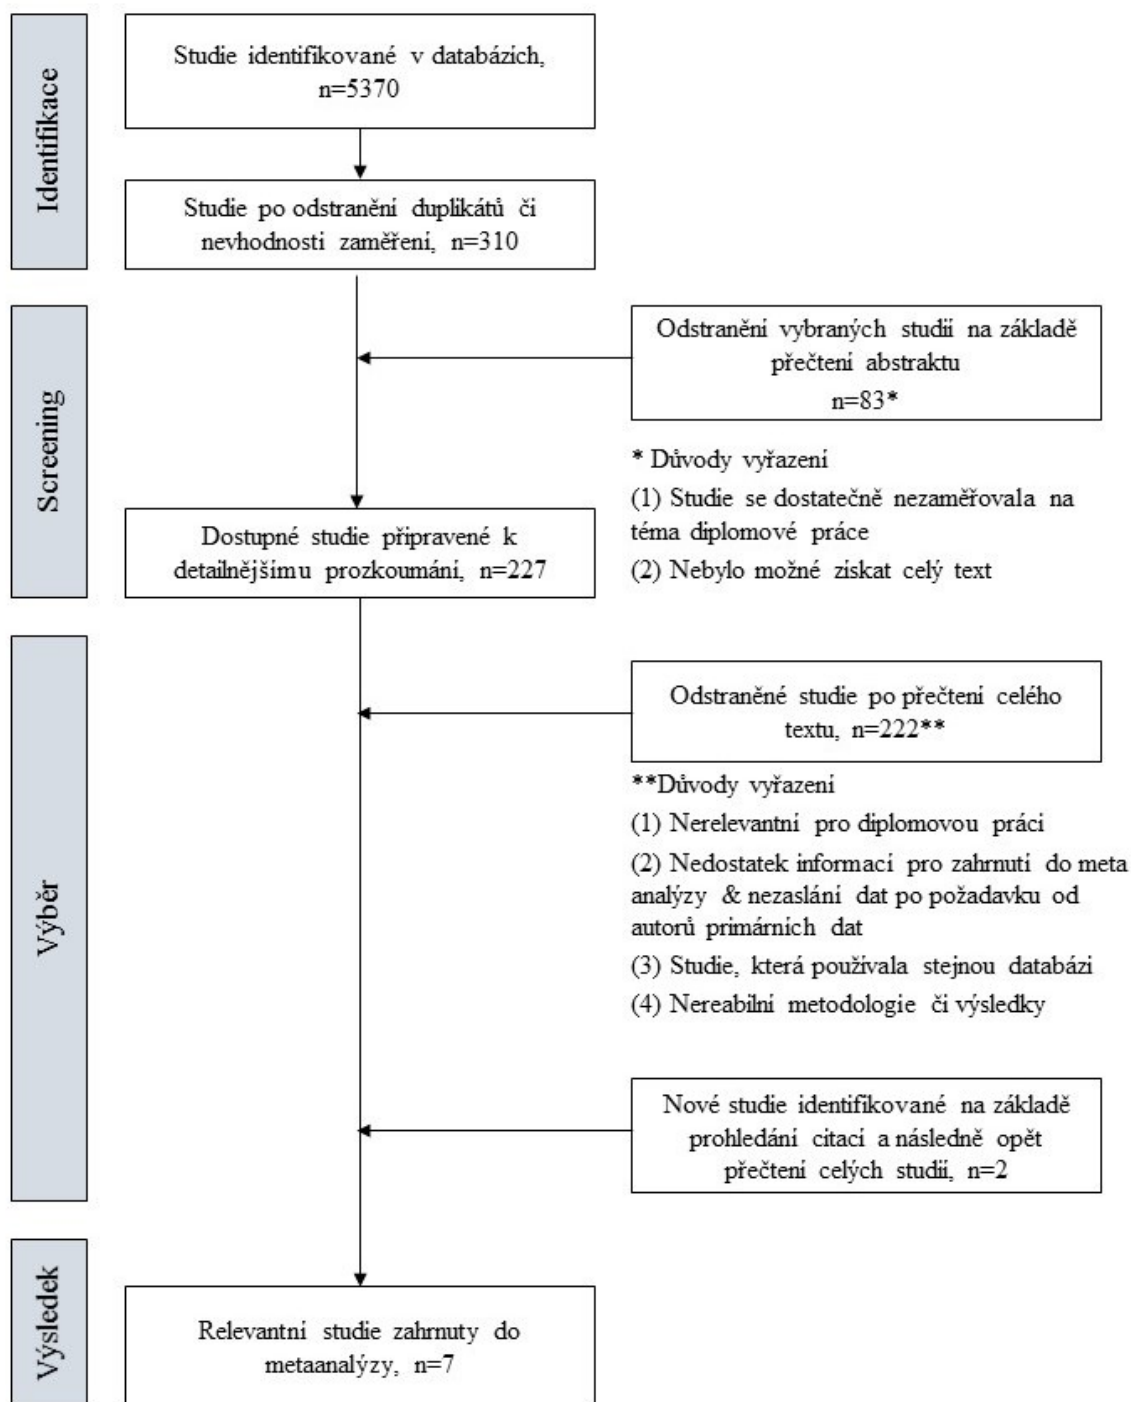 Identifikace
Studie identifikované v databázích,
n=5370
Studie po odstranění duplikátů či
nevhodnosti zaměření, n=310
Screening
Odstranění vybraných studií na základě
přečtení abstraktu
n=83*
* Důvody vyřazení
(1) Studie se dostatečně nezaměřovala na
téma diplomové práce
(2) Nebylo možné získat celý text
Dostupné studie připravené k
detailnějšímu prozkoumání, n=227
Výběr
Odstraněné studie po přečtení celého
textu, n=222**
**Důvody vyřazení
(1) Nerelevantní pro diplomovou práci
(2) Nedostatek informací pro zahrnutí do meta
analýzy & nezaslání dat po požadavku od
autorů primárních dat
(3) Studie, která používala stejnou databázi
(4) Nereabilní metodologie či výsledky
Nové studie identifikované na základě
prohledání citací a následně opět
přečtení celých studií, n=2
Výsledek
Relevantní studie zahrnuty do
metaanalýzy, n=7